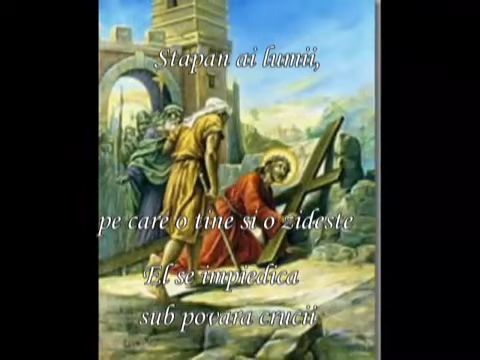 Stapan ai lumii,
pe care o tine si o zideste
El se impiedica
sub povara crucii